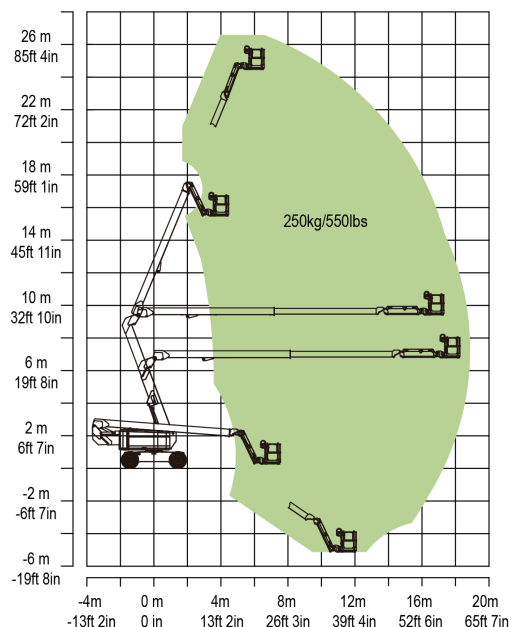 26 m
85ft 4in
22 m
72ft 2in
18 m
59ft 1in
250kg/550lbs
14 m
45ft 11in
10 m
32ft 10in
6 m
19ft 8in
2 m
6ft 7in
-2 m
-6ft 7in
-6 m
-19ft 8in
-4m 0 m 4m 8m 12m 16m 20m
-13ft 2in 0 in 13ft 2in 26ft 3in 39ft 4in 52ft 6in 65ft 7in